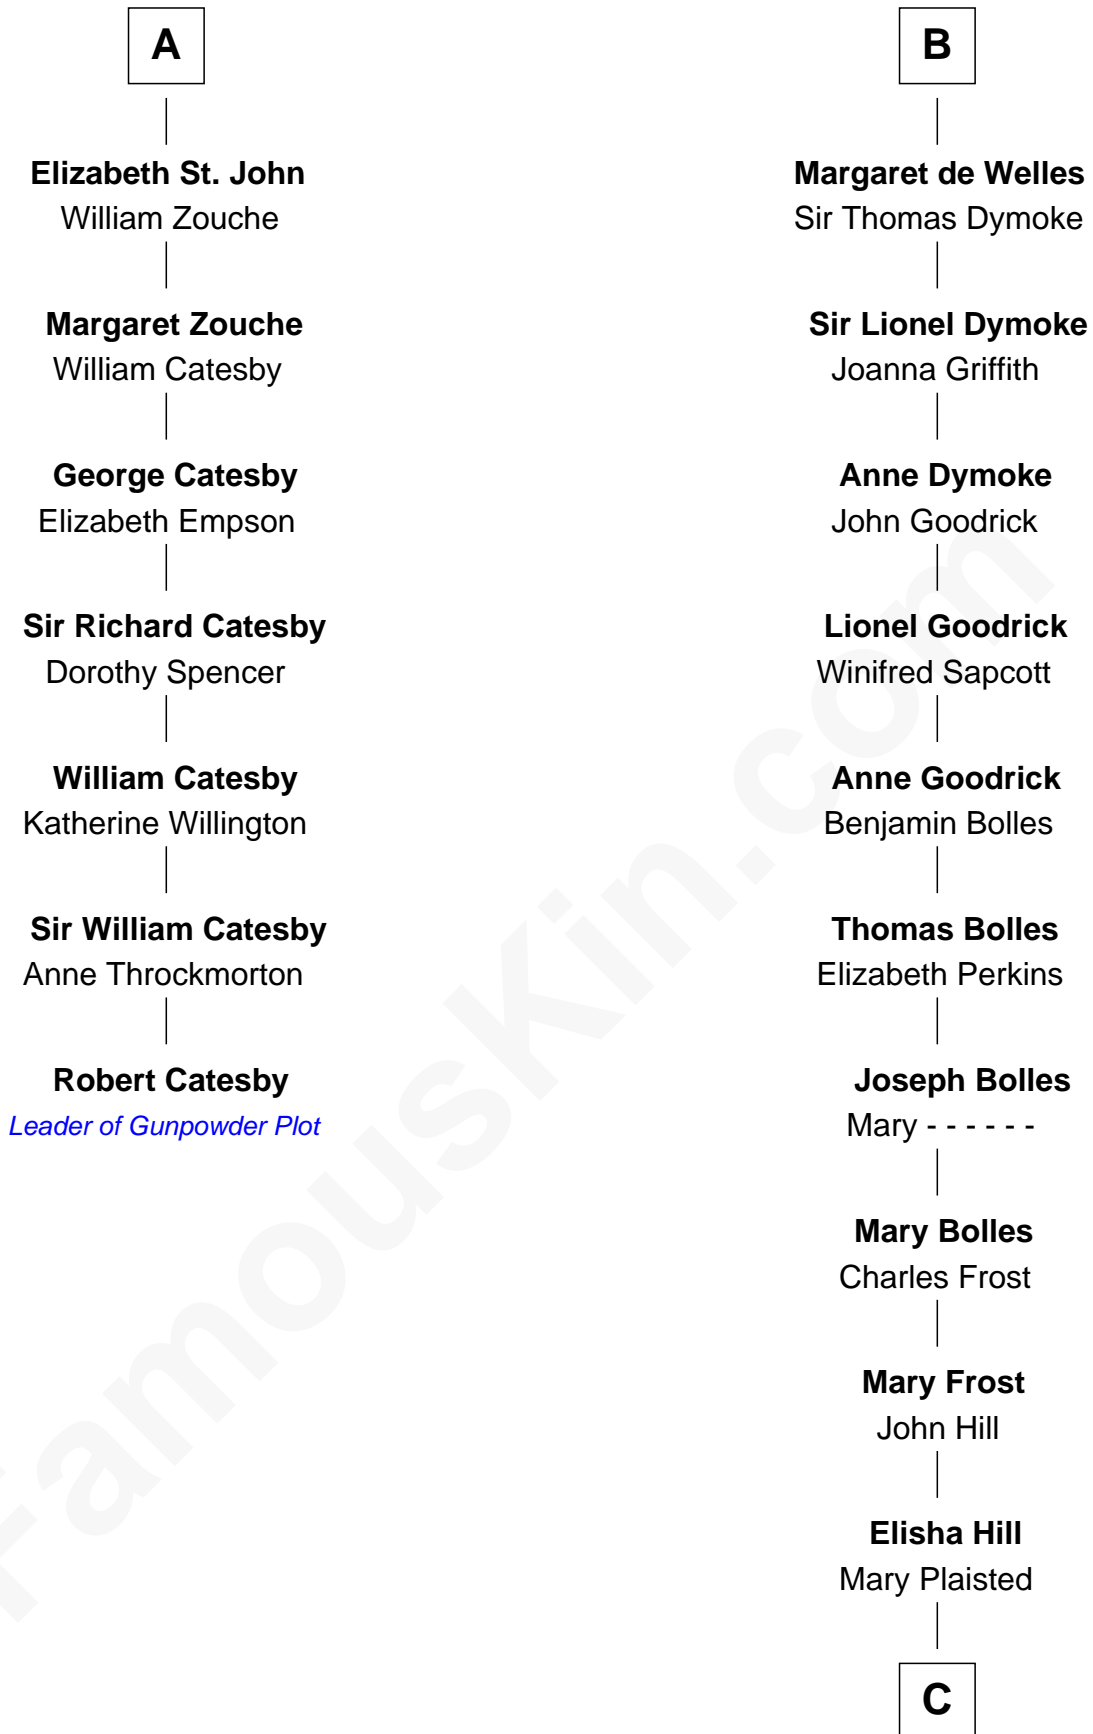 A
Elizabeth St. John
William Zouche
Margaret Zouche
William Catesby
George Catesby
Elizabeth Empson
Sir Richard Catesby
Dorothy Spencer
William Catesby
Katherine Willington
Sir William Catesby
Anne Throckmorton
Robert Catesby
Leader of Gunpowder Plot
B
Margaret de Welles
Sir Thomas Dymoke
Sir Lionel Dymoke
Joanna Griffith
Anne Dymoke
John Goodrick
Lionel Goodrick
Winifred Sapcott
Anne Goodrick
Benjamin Bolles
Thomas Bolles
Elizabeth Perkins
Joseph Bolles
Mary - - - - - -
Mary Bolles
Charles Frost
Mary Frost
John Hill
Elisha Hill
Mary Plaisted
C
FamousKin.com